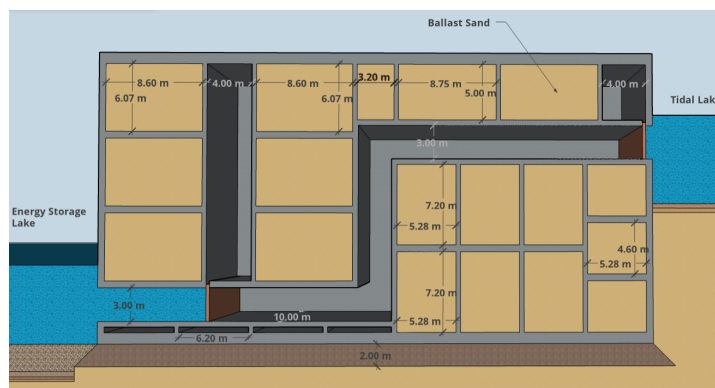 Ballast Sand
8.60 m
4.00 m
8.60 m
3.20 m
8.75 m
4.00 m
6.07 m
6.07 m
5.00 m
Tidal Lak
3.00 m
7.20 m
5.28 m
Energy Storage
Lake
4.60 m
5.28 m
3.00 m
7.20 m
10.00 m
5.28 m
6.20 m
2.00 m